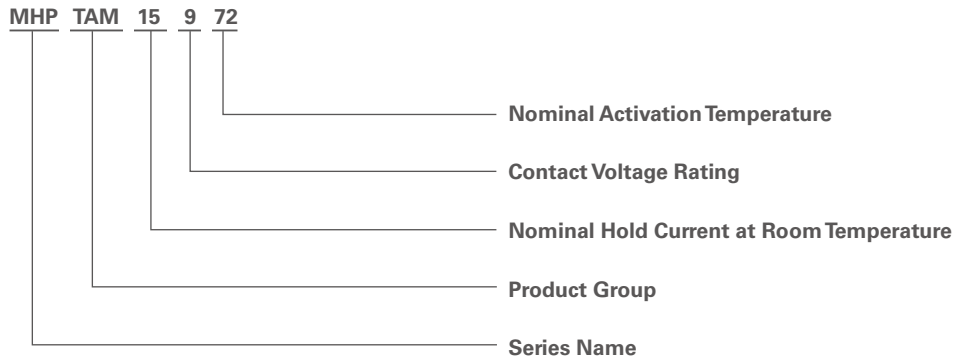 MHP TAM 15 9 72
Nominal Activation Temperature
Contact Voltage Rating
Nominal Hold Current at Room Temperature
Product Group
Series Name